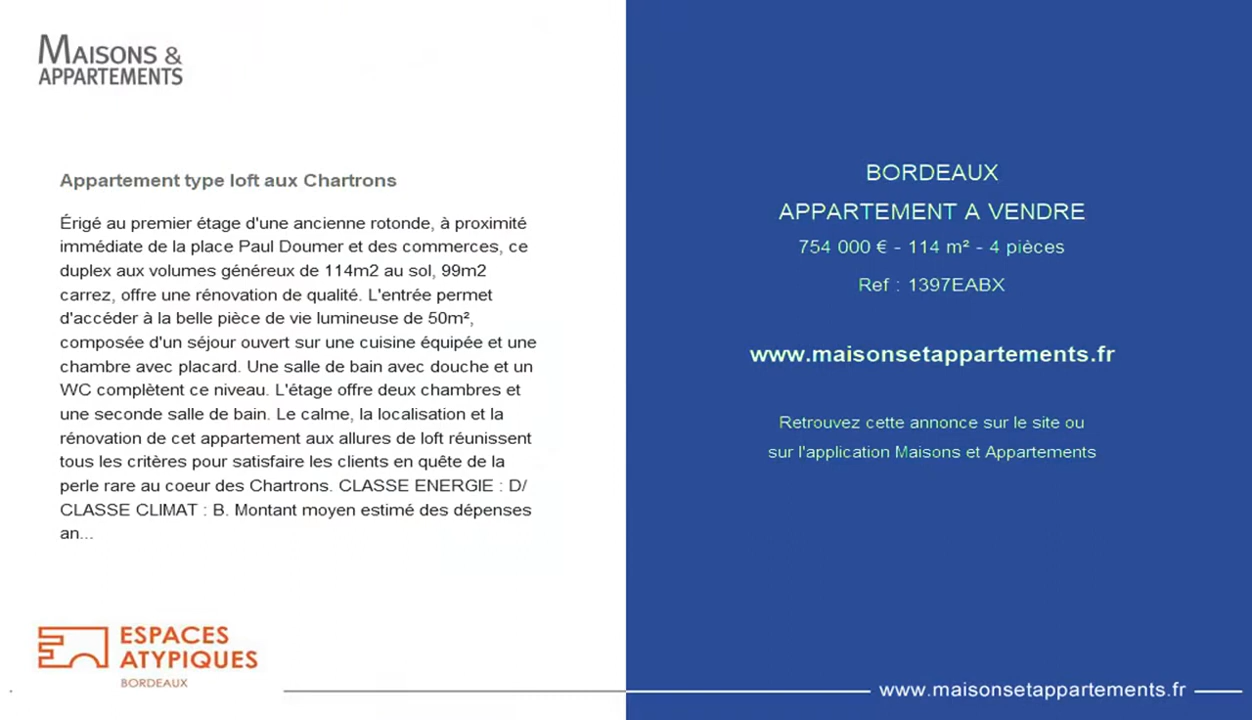 MAISONS &
APPARTEMENTS
Appartement type loft aux Chartrons
Érigé au premier étage d'une ancienne rotonde, à proximité
immédiate de la place Paul Doumer et des commerces, ce
duplex aux volumes généreux de 114m2 au sol, 99m2
carrez, offre une rénovation de qualité. L'entrée permet
d'accéder à la belle pièce de vie lumineuse de 50m²,
composée d'un séjour ouvert sur une cuisine équipée et une
chambre avec placard. Une salle de bain avec douche et un
WC complètent ce niveau. L'étage offre deux chambres et
une seconde salle de bain. Le calme, la localisation et la
rénovation de cet appartement aux allures de loft réunissent
tous les critères pour satisfaire les clients en quête de la
perle rare au coeur des Chartrons. CLASSE ENERGIE : D/
CLASSE CLIMAT : B. Montant moyen estimé des dépenses
an...
ESPACES
ATYPIQUES
BORDEAUX
BORDEAUX
APPARTEMENT A VENDRE
754 000 € - 114 m² - 4 pièces
Ref : 1397EABX
www.maisonsetappartements.fr
Retrouvez cette annonce sur le site ou
sur l'application Maisons et Appartements
www.maisonsetappartements.fr